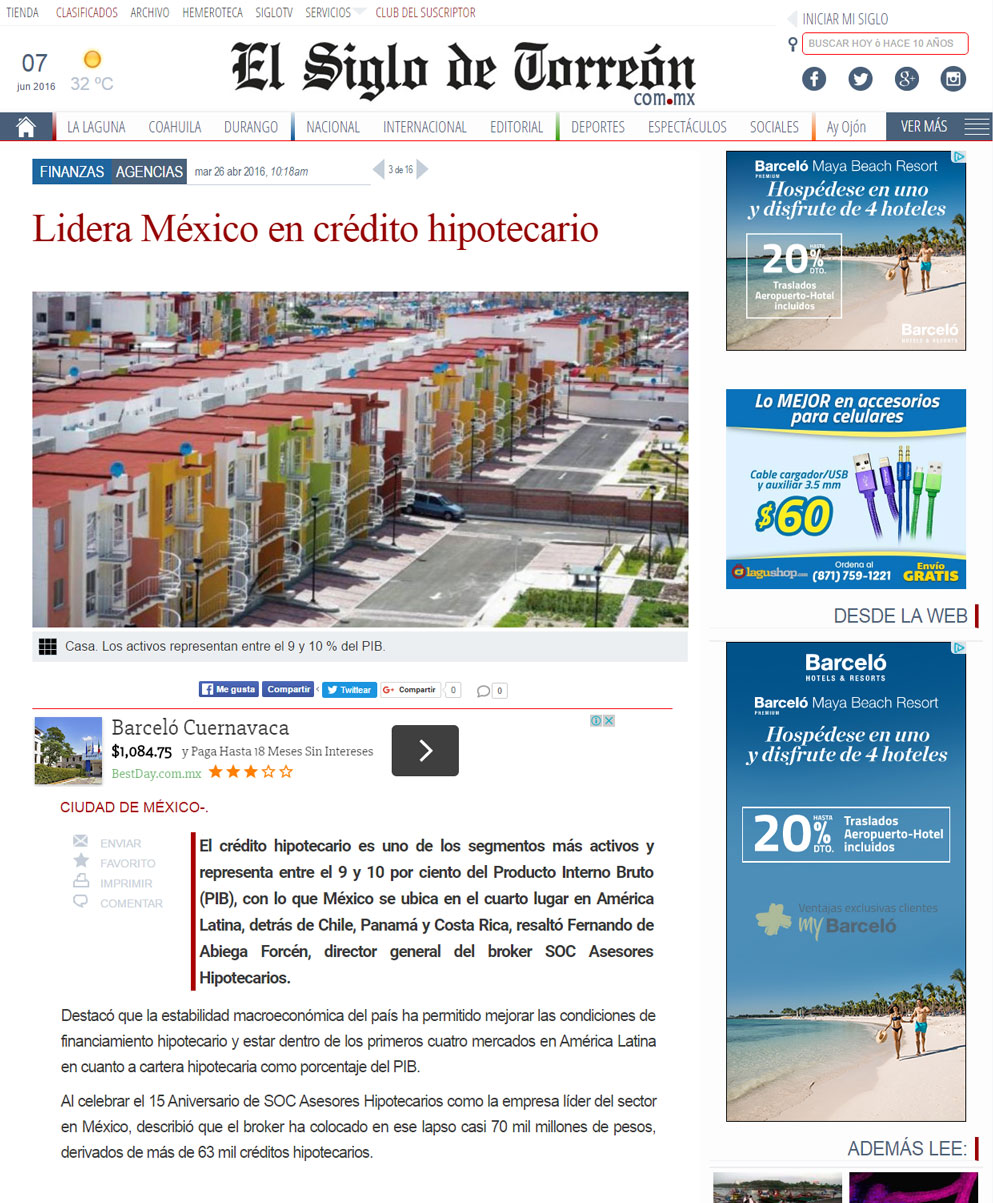 TIENDA CLASIFICADOS ARCHIVO HEMEROTECA SIGLOTV SERVICIOS CLUB DEL SUSCRIPTOR
INICIAR MI SIGLO
BUSCAR HOY ó HACE 10 AÑOS
07
jun 2016
32 ºC
El Siglo de Torreón
com.mx
LA LAGUNA COAHUILA DURANGO NACIONAL INTERNACIONAL EDITORIAL DEPORTES ESPECTÁCULOS SOCIALES Ay Ojón VER MÁS
FINANZAS AGENCIAS mar 26 abr 2016, 10:18am 3 de 16
Lidera México en crédito hipotecario
Casa. Los activos representan entre el 9 y 10 % del PIB.
Me gusta Compartir Twittear G+ Compartir 0 0
Barceló Cuernavaca
$1,084.75 y Paga Hasta 18 Meses Sin Intereses
BestDay.com.mx
CIUDAD DE MÉXICO-.
ENVIAR
FAVORITO
IMPRIMIR
COMENTAR
El crédito hipotecario es uno de los segmentos más activos y
representa entre el 9 y 10 por ciento del Producto Interno Bruto
(PIB), con lo que México se ubica en el cuarto lugar en América
Latina, detrás de Chile, Panamá y Costa Rica, resaltó Fernando de
Abiega Forcén, director general del broker SOC Asesores
Hipotecarios.
Destacó que la estabilidad macroeconómica del país ha permitido mejorar las condiciones de
financiamiento hipotecario y estar dentro de los primeros cuatro mercados en América Latina
en cuanto a cartera hipotecaria como porcentaje del PIB.
Al celebrar el 15 Aniversario de SOC Asesores Hipotecarios como la empresa líder del sector
en México, describió que el broker ha colocado en ese lapso casi 70 mil millones de pesos,
derivados de más de 63 mil créditos hipotecarios.
Barceló Maya Beach Resort
PREMIUM
Hospédese en uno
y disfrute de 4 hoteles
HASTA
20%
DTO.
Traslados
Aeropuerto-Hotel
incluidos
Barceló
HOTELS & RESORTS
Lo MEJOR en accesorios
para celulares
Cable cargador/USB
y auxiliar 3.5 mm
$60
lagushop.com
Ordena al
(871) 759-1221
Envío
GRATIS
DESDE LA WEB
Barceló
HOTELS & RESORTS
Barceló Maya Beach Resort
PREMIUM
Hospédese en uno
y disfrute de 4 hoteles
HASTA
20%
DTO.
Traslados
Aeropuerto-Hotel
incluidos
Ventajas exclusivas clientes
my Barceló
ADEMÁS LEE: